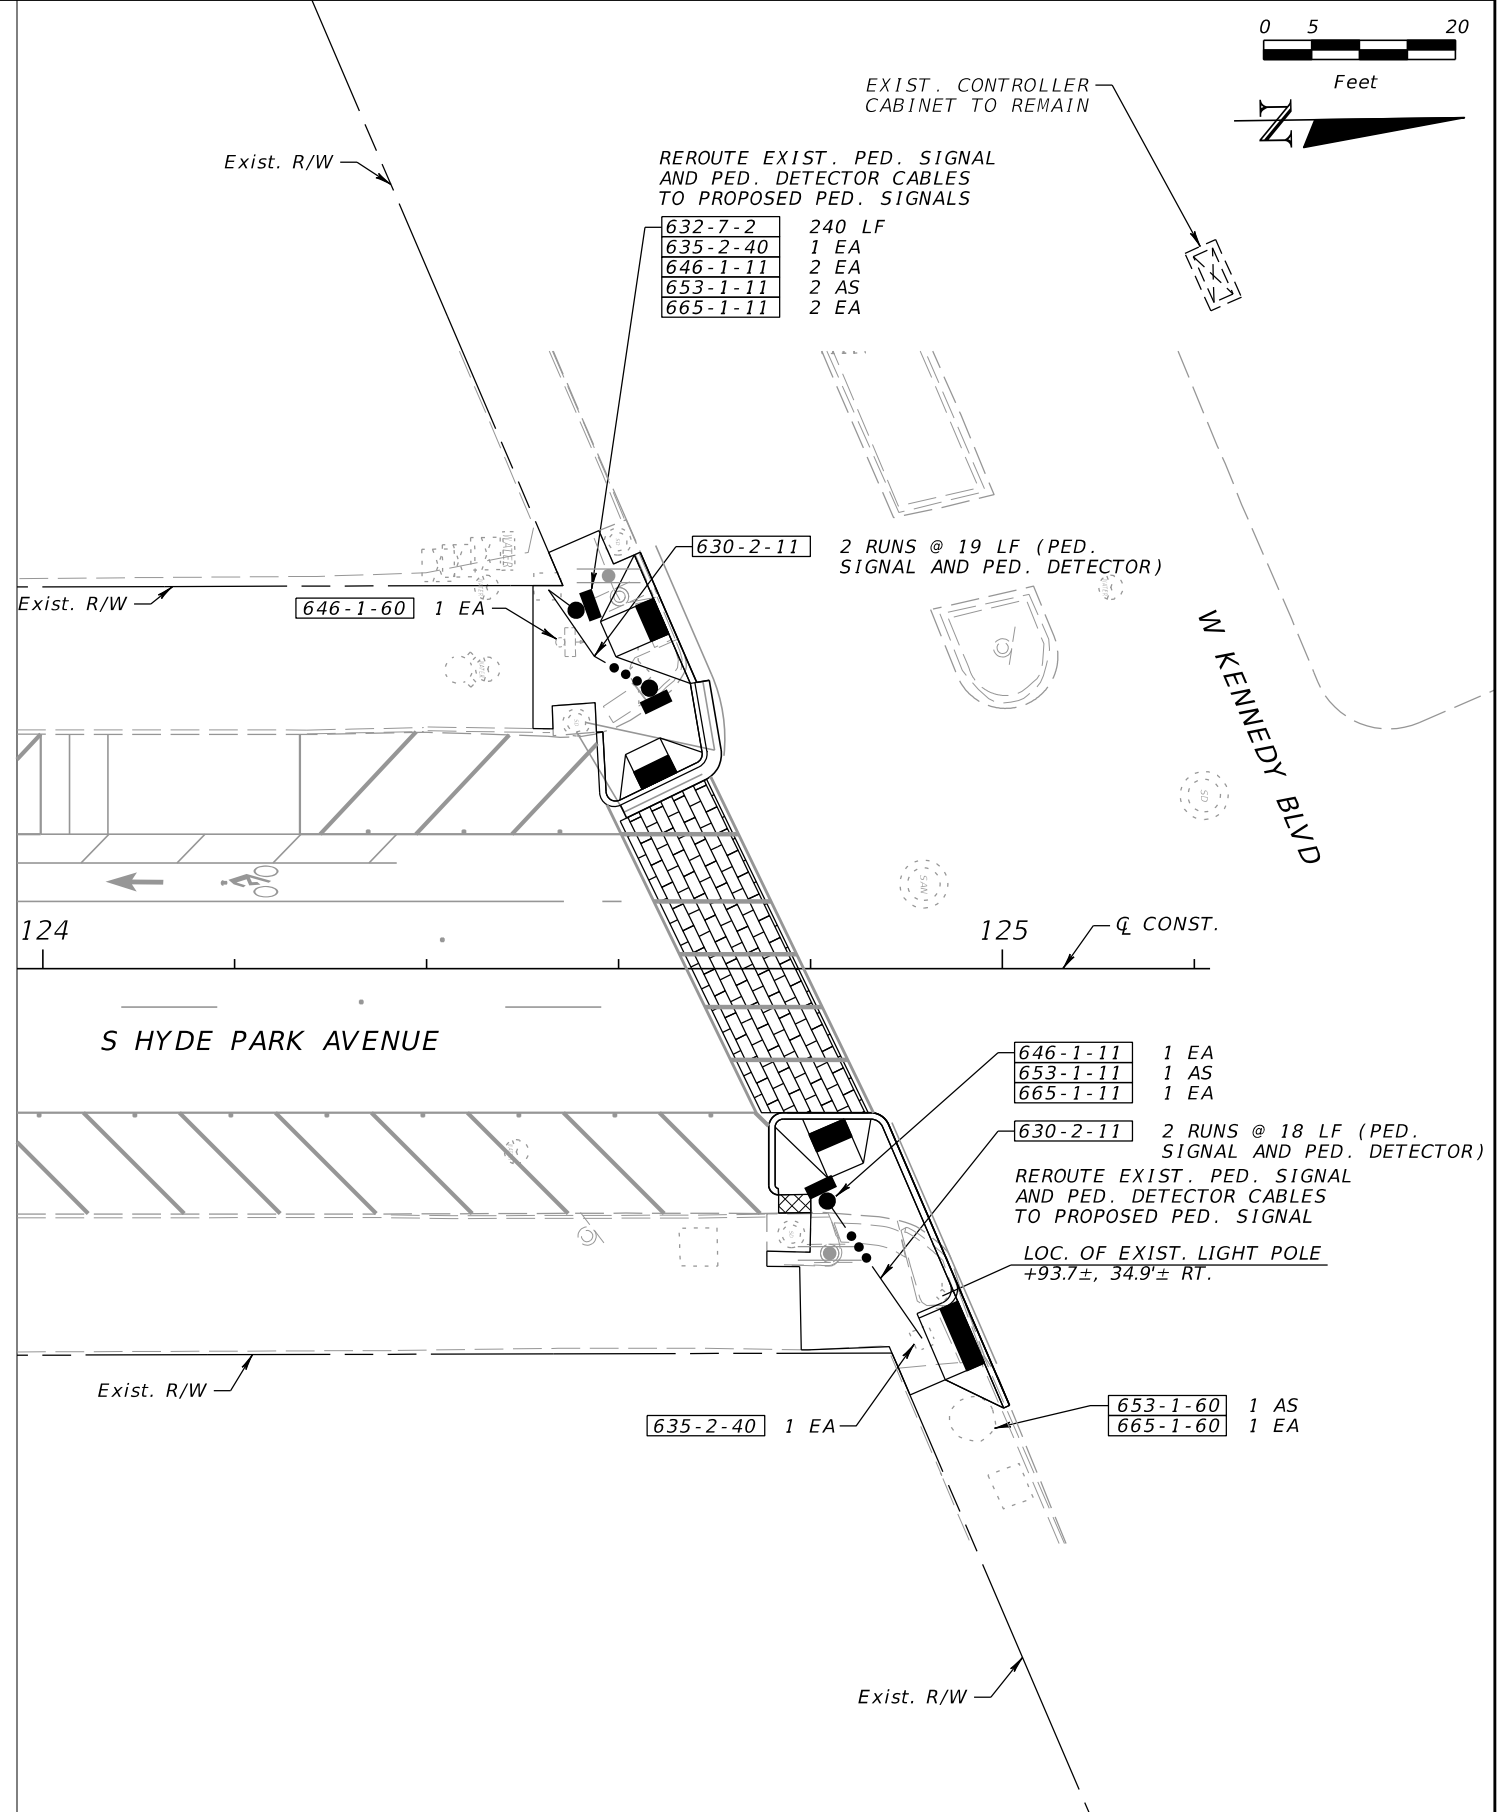 0 5 20
Feet
N
EXIST. CONTROLLER
CABINET TO REMAIN
REROUTE EXIST. PED. SIGNAL
AND PED. DETECTOR CABLES
TO PROPOSED PED. SIGNALS
632-7-2 240 LF
635-2-40 1 EA
646-1-11 2 EA
653-1-11 2 AS
665-1-11 2 EA
Exist. R/W
630-2-11 2 RUNS @ 19 LF (PED.
SIGNAL AND PED. DETECTOR)
WATER
Exist. R/W
646-1-60 1 EA
W KENNEDY BLVD
SD
SAN
124
125
℄ CONST.
S HYDE PARK AVENUE
646-1-11 1 EA
653-1-11 1 AS
665-1-11 1 EA
630-2-11 2 RUNS @ 18 LF (PED.
SIGNAL AND PED. DETECTOR)
REROUTE EXIST. PED. SIGNAL
AND PED. DETECTOR CABLES
TO PROPOSED PED. SIGNAL
LOC. OF EXIST. LIGHT POLE
+93.7±, 34.9'± RT.
Exist. R/W
653-1-60 1 AS
665-1-60 1 EA
635-2-40 1 EA
Exist. R/W